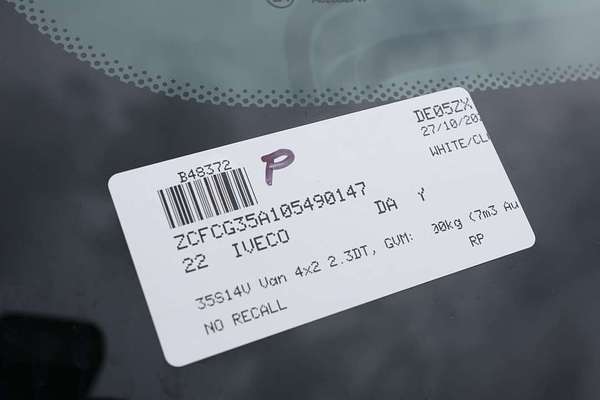 B48372
P
DE05ZX
27/10/20
WHITE/CL
ZCFCG35A105490147
22 IVECO DA Y
35S14V Van 4x2 2.3DT, GVM: 00kg (7m3 Au
NO RECALL RP